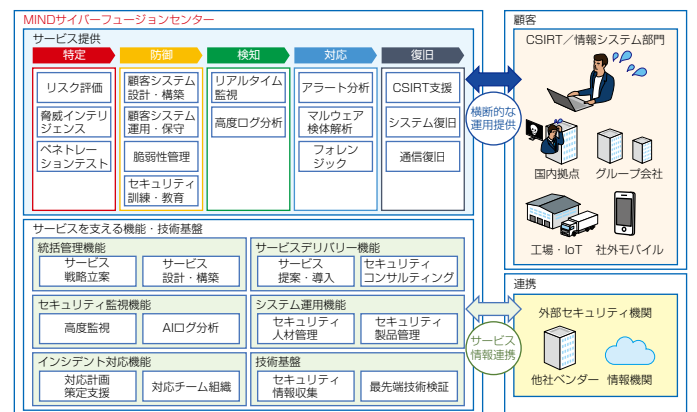 MINDサイバーフュージョンセンター
サービス提供
特定
防御
検知
対応
復旧
リスク評価
脅威インテリ
ジェンス
ペネトレー
ションテスト
顧客システム
設計・構築
顧客システム
運用・保守
脆弱性管理
セキュリティ
訓練・教育
リアルタイム
監視
高度ログ分析
アラート分析
マルウェア
検体解析
フォレン
ジック
CSIRT支援
システム復旧
通信復旧
サービスを支える機能・技術基盤
統括管理機能
サービス
戦略立案
サービス
設計・構築
サービスデリバリー機能
サービス
提案・導入
セキュリティ
コンサルティング
セキュリティ監視機能
高度監視
AIログ分析
システム運用機能
セキュリティ
人材管理
セキュリティ
製品管理
インシデント対応機能
対応計画
策定支援
対応チーム組織
技術基盤
セキュリティ
情報収集
最先端技術検証
横断的な
運用提供
サービス
情報連携
顧客
CSIRT／情報システム部門
国内拠点
グループ会社
工場・IoT
社外モバイル
連携
外部セキュリティ機関
他社ベンダー
情報機関